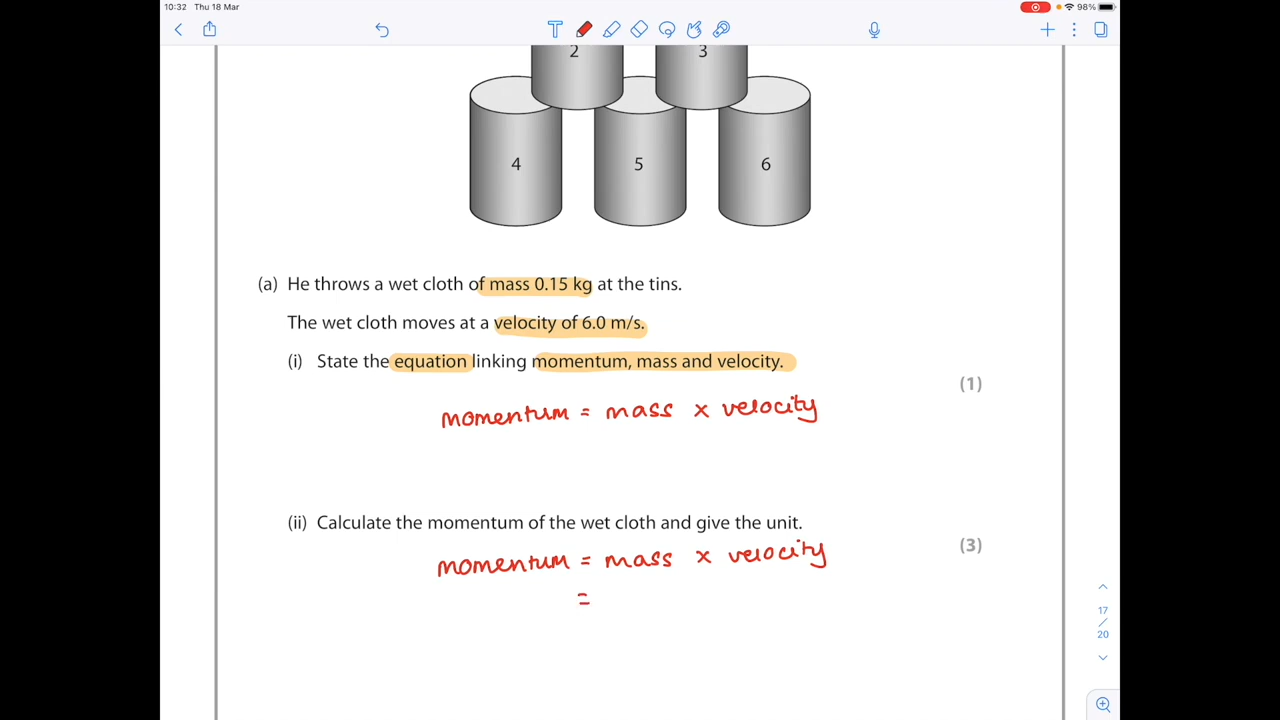 10:32 Thu 18 Mar
98%
T
2 3
4 5 6
(a) He throws a wet cloth of mass 0.15 kg at the tins.
The wet cloth moves at a velocity of 6.0 m/s.
(i) State the equation linking momentum, mass and velocity.
(1)
momentum = mass x velocity
(ii) Calculate the momentum of the wet cloth and give the unit.
(3)
momentum = mass x velocity
=
17
/
20